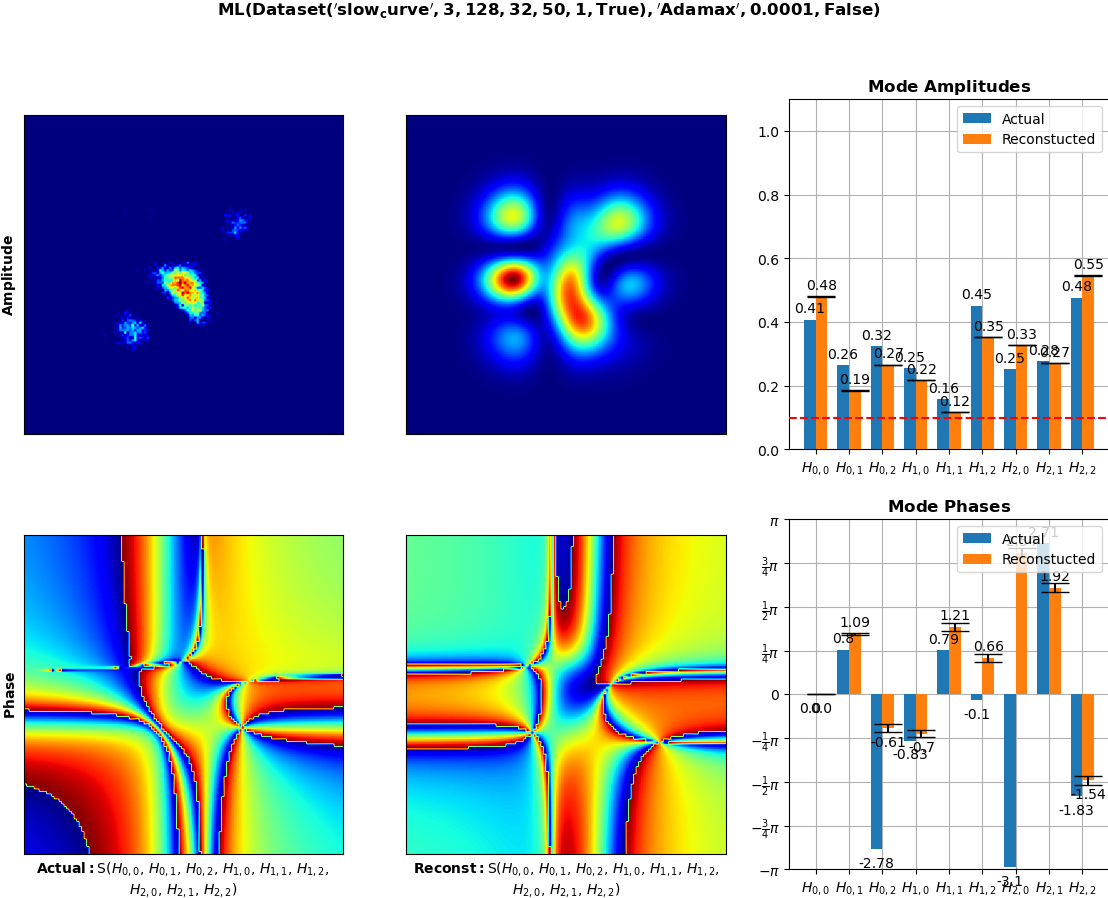 ML(Dataset('slow_curve', 3, 128, 32, 50, 1, True), 'Adamax', 0.0001, False)
Amplitude
Mode Amplitudes
Actual
Reconstucted
1.0
0.8
0.6
0.4
0.2
0.0
0.41
0.48
0.26
0.19
0.32
0.27
0.25
0.22
0.16
0.12
0.45
0.35
0.25
0.33
0.28
0.27
0.48
0.55
H0,0 H0,1 H0,2 H1,0 H1,1 H1,2 H2,0 H2,1 H2,2
Phase
Actual: S(H0,0, H0,1, H0,2, H1,0, H1,1, H1,2,
H2,0, H2,1, H2,2)
Reconst: S(H0,0, H0,1, H0,2, H1,0, H1,1, H1,2,
H2,0, H2,1, H2,2)
Mode Phases
Actual
Reconstucted
π
3/4π
1/2π
1/4π
0
−1/4π
−1/2π
−3/4π
−π
0.0
0.0
0.8
1.09
-2.78
-0.61
-0.83
-0.7
0.79
1.21
-0.1
0.66
-3.1
2.71
1.92
-1.83
-1.54
H0,0 H0,1 H0,2 H1,0 H1,1 H1,2 H2,0 H2,1 H2,2